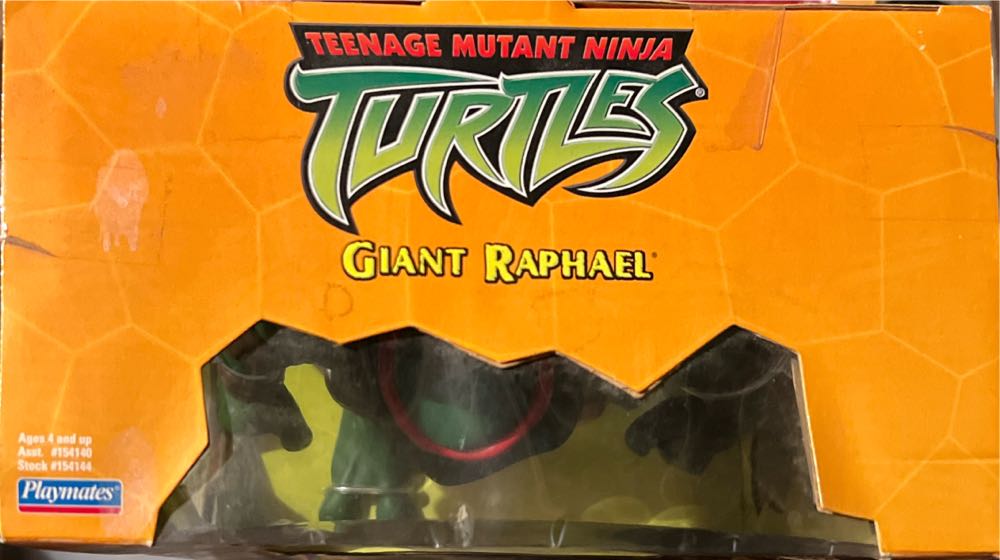 TEENAGE MUTANT NINJA
TURTLES®
GIANT RAPHAEL
Ages 4 and up
Asst. #154140
Stock #154144
Playmates®